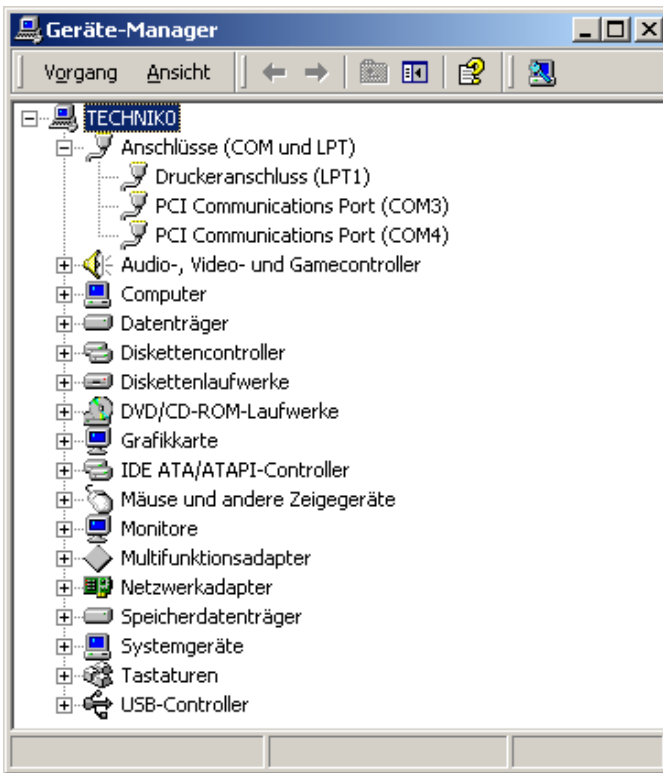 Geräte-Manager
Vorgang Ansicht
TECHNIK0
Anschlüsse (COM und LPT)
Druckeranschluss (LPT1)
PCI Communications Port (COM3)
PCI Communications Port (COM4)
Audio-, Video- und Gamecontroller
Computer
Datenträger
Diskettencontroller
Diskettenlaufwerke
DVD/CD-ROM-Laufwerke
Grafikkarte
IDE ATA/ATAPI-Controller
Mäuse und andere Zeigegeräte
Monitore
Multifunktionsadapter
Netzwerkadapter
Speicherdatenträger
Systemgeräte
Tastaturen
USB-Controller